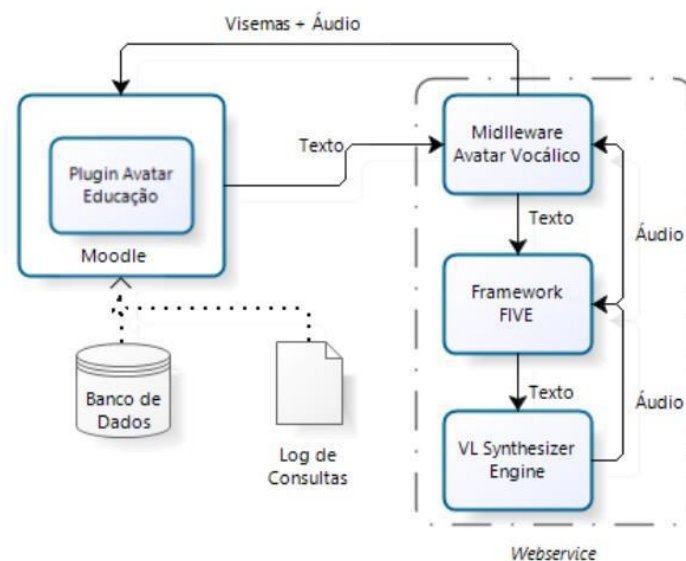 Visemas + Áudio
Plugin Avatar
Educação
Moodle
Texto
Midlleware
Avatar Vocálico
Texto
Áudio
Framework
FIVE
Texto
Áudio
VL Synthesizer
Engine
Banco de
Dados
Log de
Consultas
Webservice